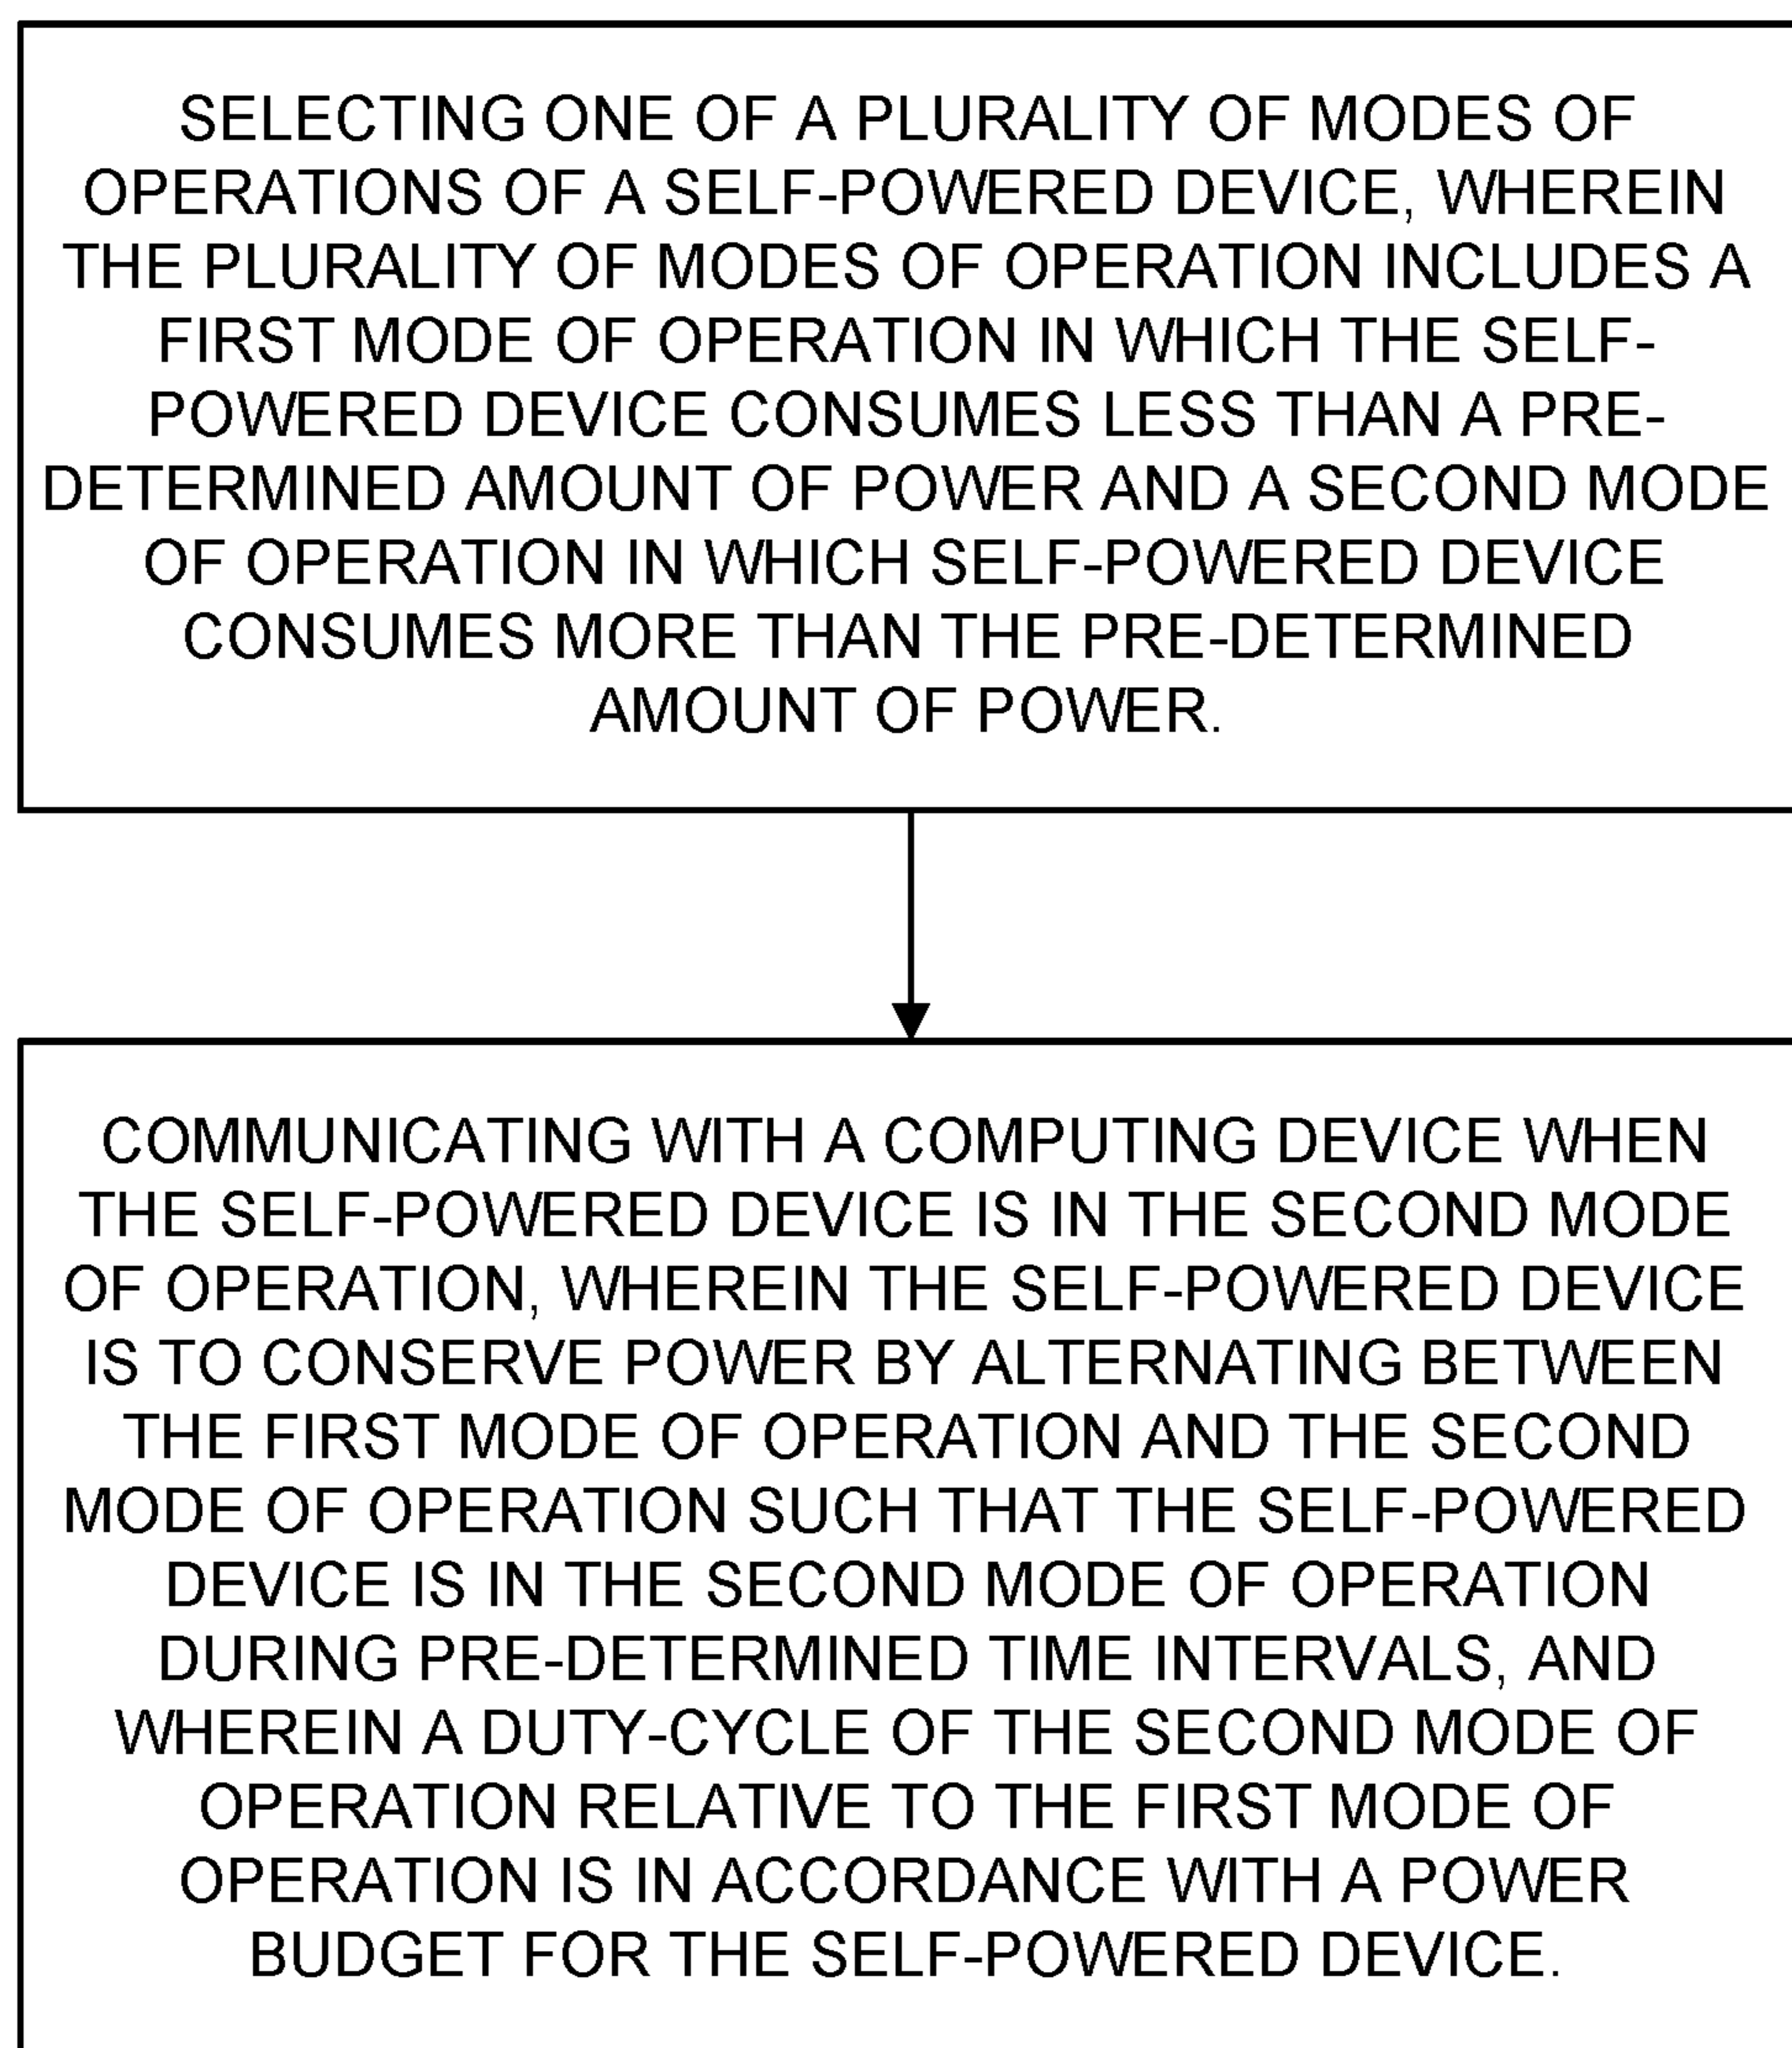 SELECTING ONE OF A PLURALITY OF MODES OF
OPERATIONS OF A SELF-POWERED DEVICE, WHEREIN
THE PLURALITY OF MODES OF OPERATION INCLUDES A
FIRST MODE OF OPERATION IN WHICH THE SELF-
POWERED DEVICE CONSUMES LESS THAN A PRE-
DETERMINED AMOUNT OF POWER AND A SECOND MODE
OF OPERATION IN WHICH SELF-POWERED DEVICE
CONSUMES MORE THAN THE PRE-DETERMINED
AMOUNT OF POWER.
COMMUNICATING WITH A COMPUTING DEVICE WHEN
THE SELF-POWERED DEVICE IS IN THE SECOND MODE
OF OPERATION, WHEREIN THE SELF-POWERED DEVICE
IS TO CONSERVE POWER BY ALTERNATING BETWEEN
THE FIRST MODE OF OPERATION AND THE SECOND
MODE OF OPERATION SUCH THAT THE SELF-POWERED
DEVICE IS IN THE SECOND MODE OF OPERATION
DURING PRE-DETERMINED TIME INTERVALS, AND
WHEREIN A DUTY-CYCLE OF THE SECOND MODE OF
OPERATION RELATIVE TO THE FIRST MODE OF
OPERATION IS IN ACCORDANCE WITH A POWER
BUDGET FOR THE SELF-POWERED DEVICE.